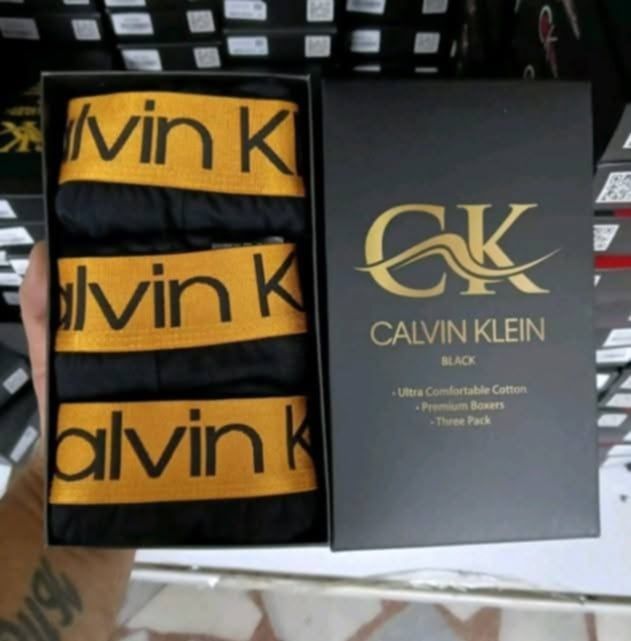 alvin K
alvin K
alvin K
CK
CALVIN KLEIN
BLACK
• Ultra Comfortable Cotton
• Premium Boxers
• Three Pack